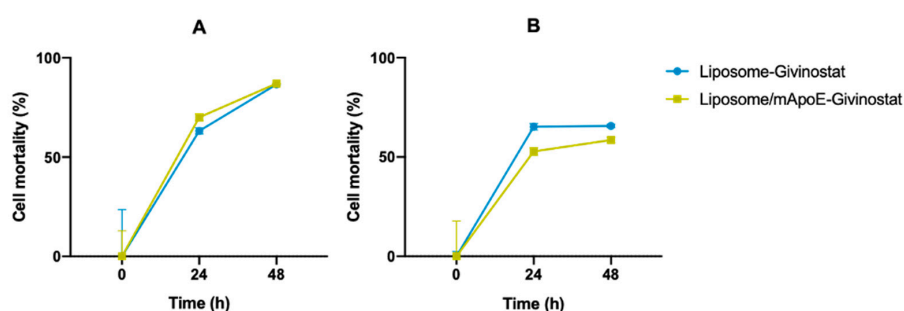 A
Cell mortality (%)
100
50
0
0 24 48
Time (h)
B
Cell mortality (%)
100
50
0
0 24 48
Time (h)
Liposome-Givinostat
Liposome/mApoE-Givinostat